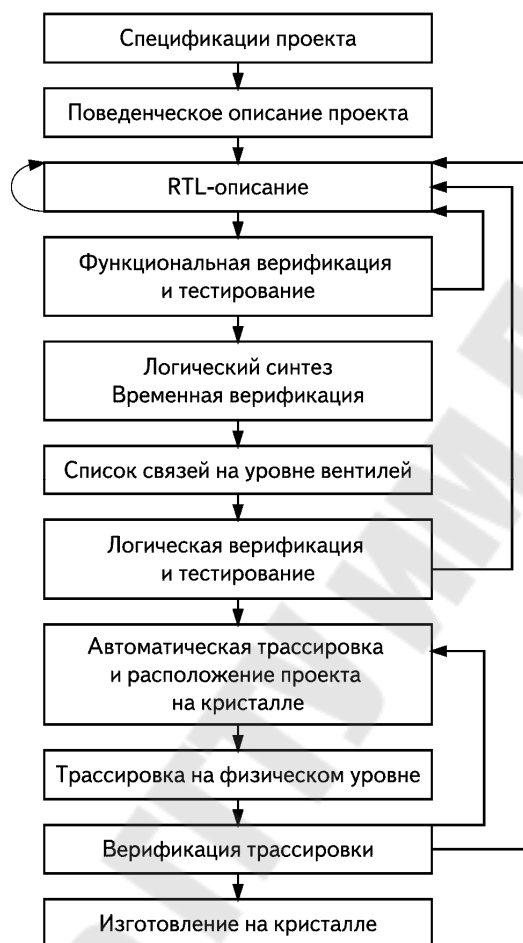 Спецификации проекта
Поведенческое описание проекта
RTL-описание
Функциональная верификация
и тестирование
Логический синтез
Временная верификация
Список связей на уровне вентилей
Логическая верификация
и тестирование
Автоматическая трассировка
и расположение проекта
на кристалле
Трассировка на физическом уровне
Верификация трассировки
Изготовление на кристалле